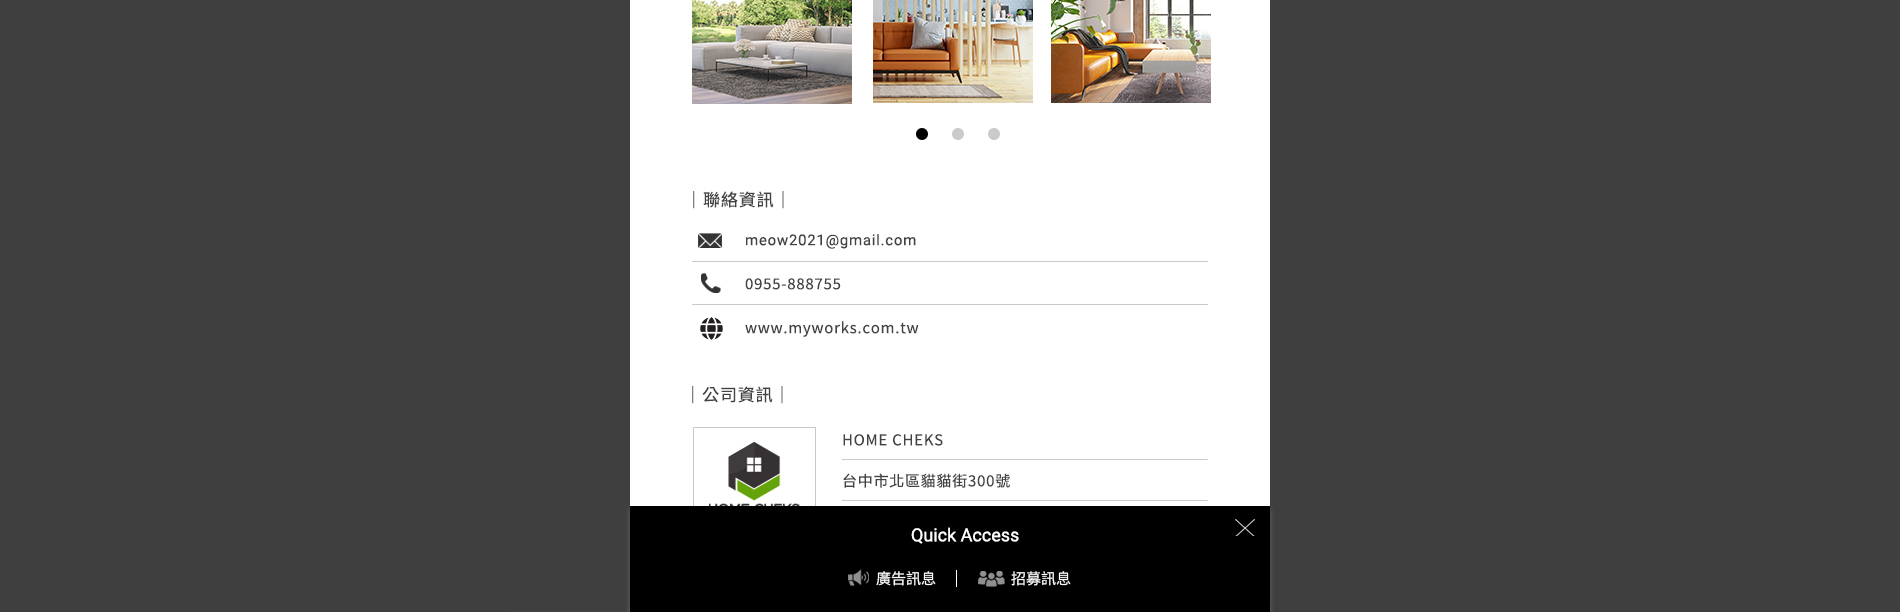 ｜聯絡資訊｜
meow2021@gmail.com
0955-888755
www.myworks.com.tw
｜公司資訊｜
HOME CHEKS
台中市北區貓貓街300號
HOME CHEKS
Quick Access
廣告訊息 | 招募訊息